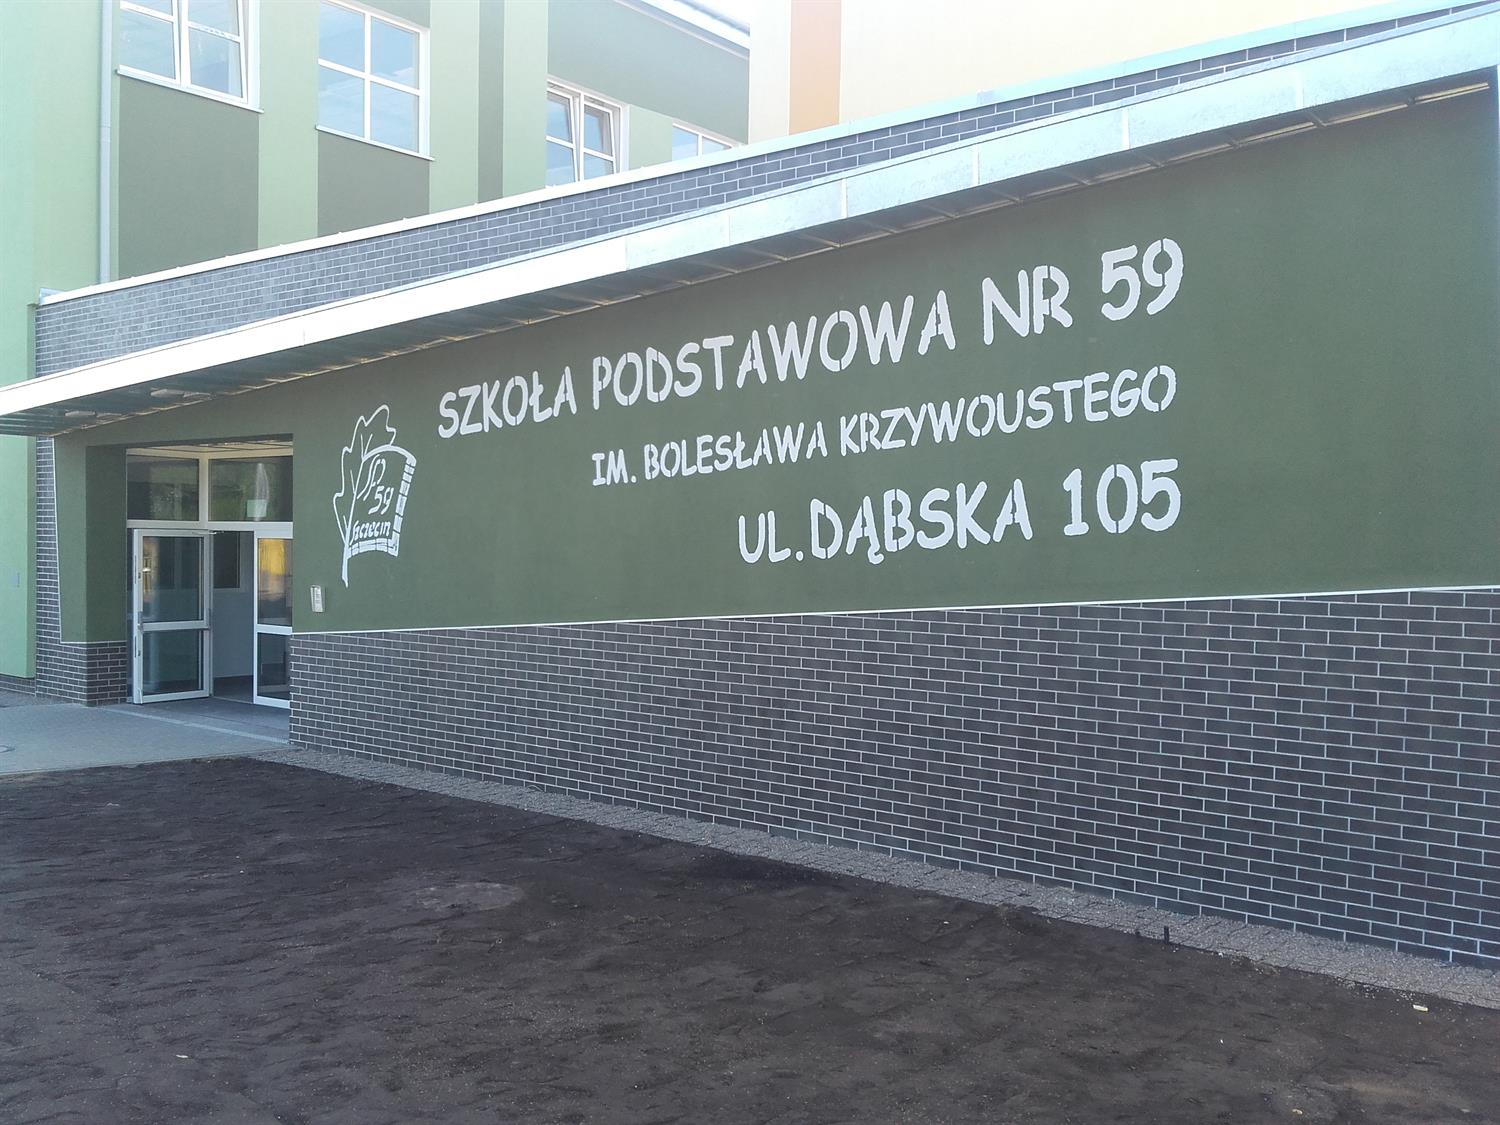 SZKOŁA PODSTAWOWA NR 59
IM. BOLESŁAWA KRZYWOUSTEGO
UL. DĄBSKA 105
SP
59
Szczecin